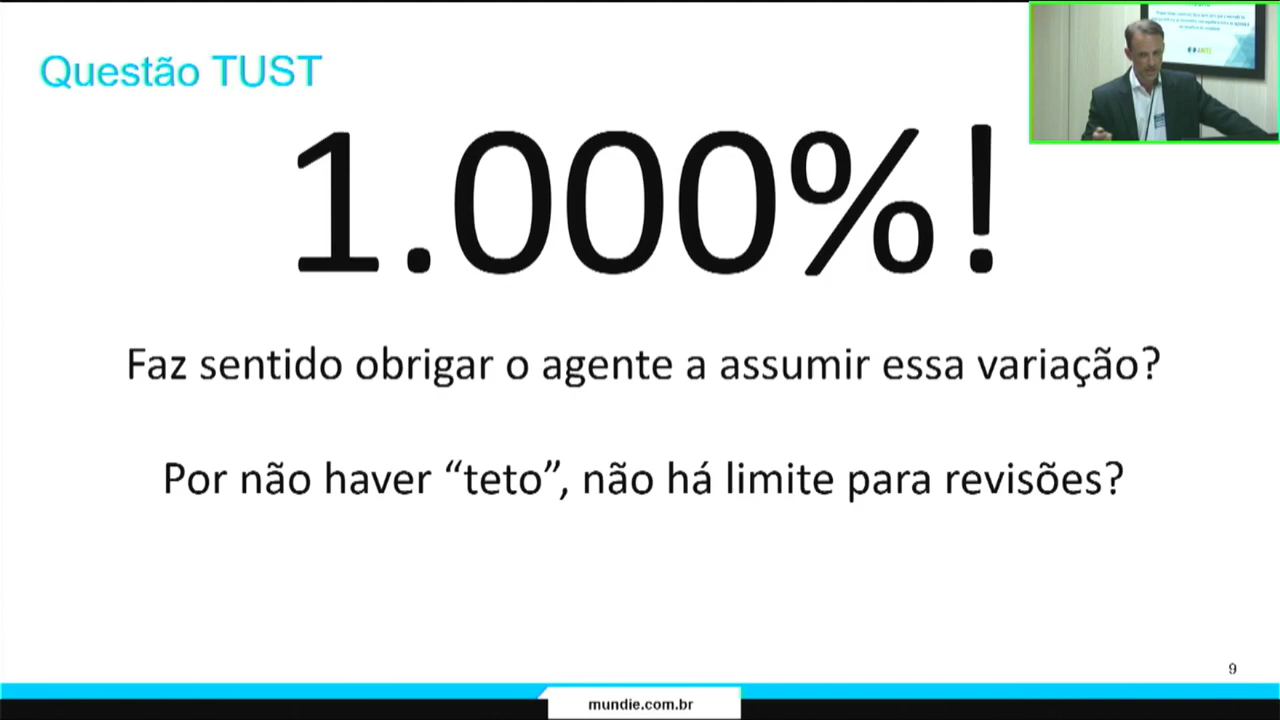 Questão TUST
1.000%!
Faz sentido obrigar o agente a assumir essa variação?
Por não haver “teto”, não há limite para revisões?
9
mundie.com.br